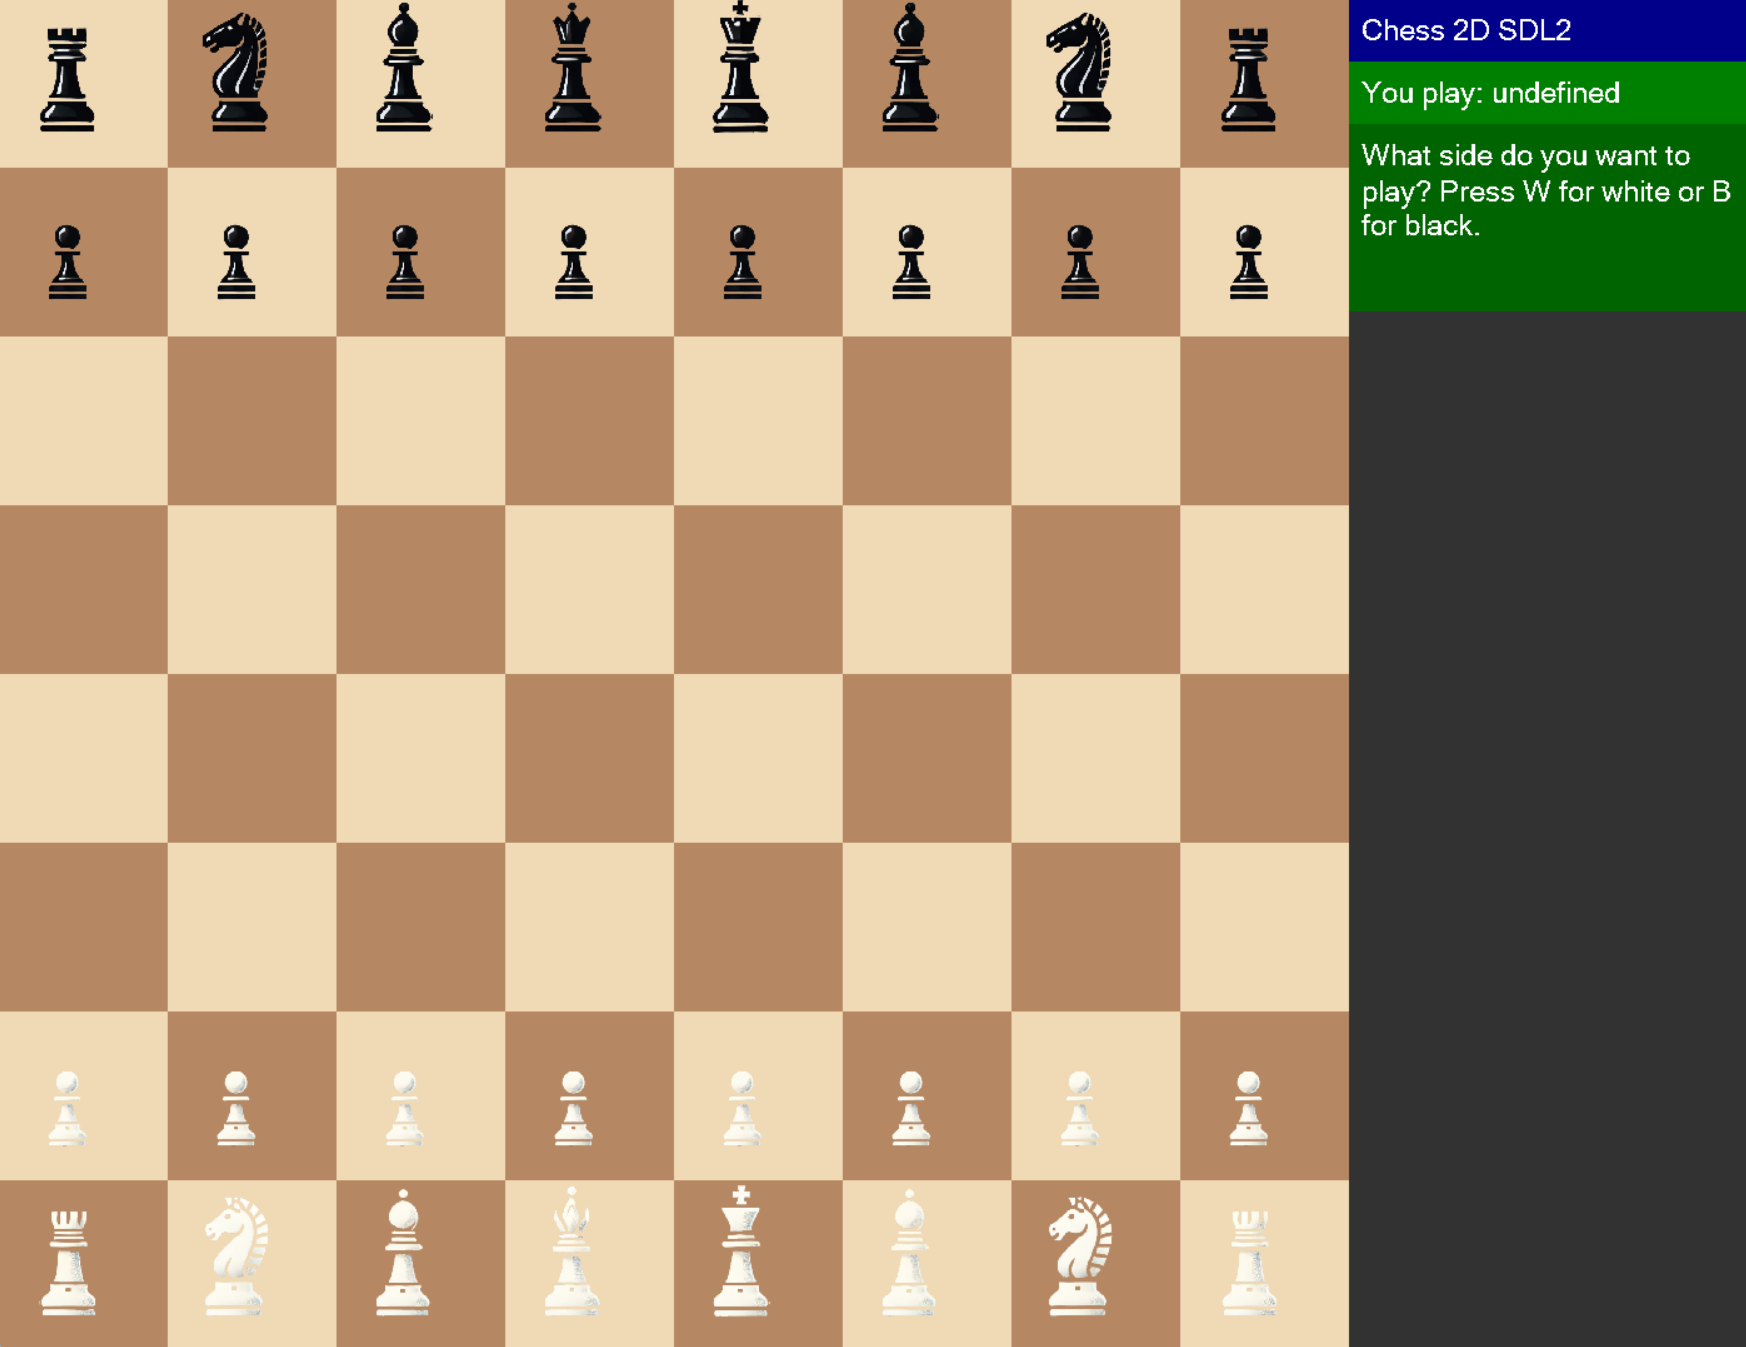 Chess 2D SDL2
You play: undefined
What side do you want to
play? Press W for white or B
for black.